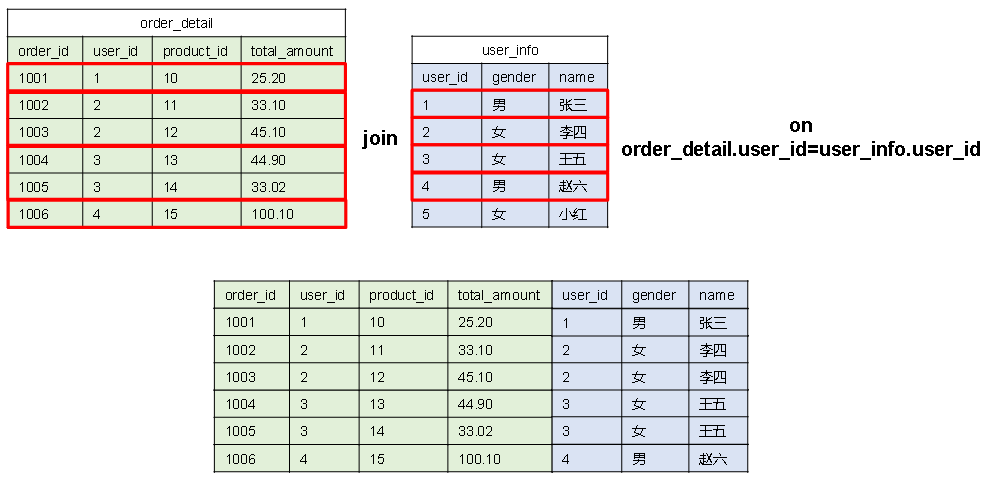 order_detail
order_id user_id product_id total_amount
1001 1 10 25.20
1002 2 11 33.10
1003 2 12 45.10
1004 3 13 44.90
1005 3 14 33.02
1006 4 15 100.10
join
user_info
user_id gender name
1 男 张三
2 女 李四
3 女 王五
4 男 赵六
5 女 小红
on
order_detail.user_id=user_info.user_id
order_id user_id product_id total_amount user_id gender name
1001 1 10 25.20 1 男 张三
1002 2 11 33.10 2 女 李四
1003 2 12 45.10 2 女 李四
1004 3 13 44.90 3 女 王五
1005 3 14 33.02 3 女 王五
1006 4 15 100.10 4 男 赵六